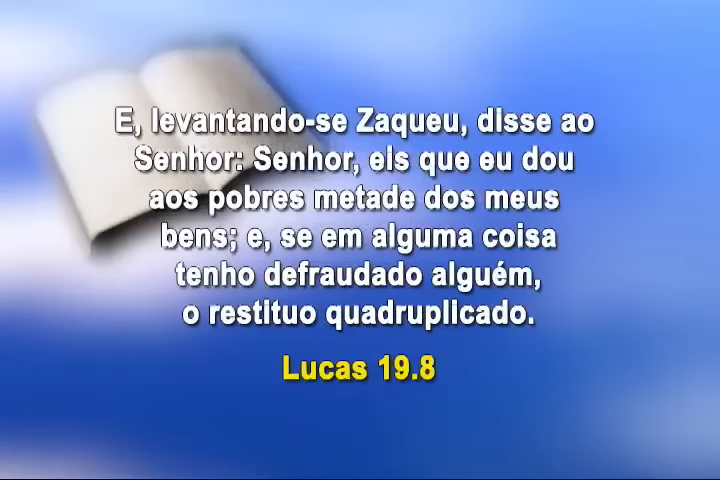 E, levantando-se Zaqueu, disse ao
Senhor: Senhor, eis que eu dou
aos pobres metade dos meus
bens; e, se em alguma coisa
tenho defraudado alguém,
o restituo quadruplicado.
Lucas 19.8